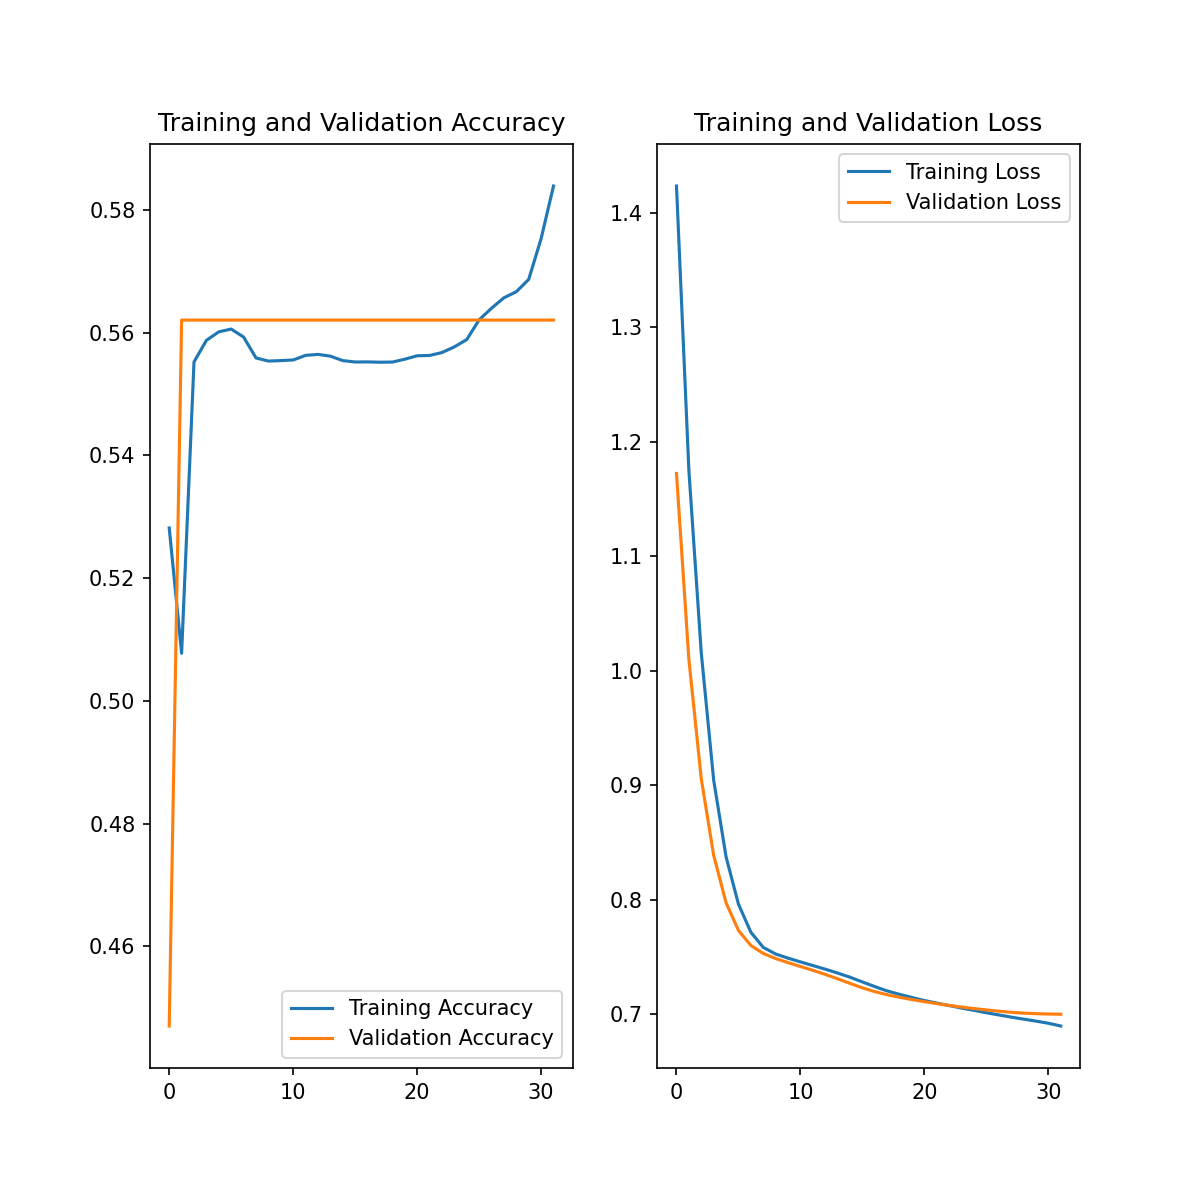 Training and Validation Accuracy
0.58
0.56
0.54
0.52
0.50
0.48
0.46
Training Accuracy
Validation Accuracy
0 10 20 30
Training and Validation Loss
Training Loss
Validation Loss
1.4
1.3
1.2
1.1
1.0
0.9
0.8
0.7
0 10 20 30